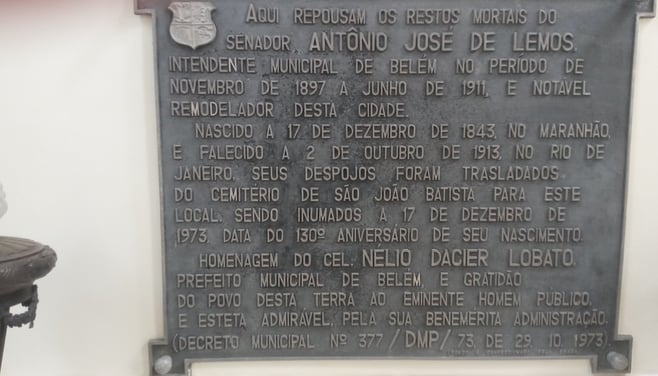 AQUI REPOUSAM OS RESTOS MORTAIS DO
SENADOR, ANTÔNIO JOSÉ DE LEMOS,
INTENDENTE MUNICIPAL DE BELÉM NO PERÍODO DE
NOVEMBRO DE 1897 A JUNHO DE 1911, E NOTÁVEL
REMODELADOR DESTA CIDADE.
NASCIDO A 17 DE DEZEMBRO DE 1843, NO MARANHÃO,
E FALECIDO A 2 DE OUTUBRO DE 1913, NO RIO DE
JANEIRO, SEUS DESPOJOS FORAM TRASLADADOS
DO CEMITÉRIO DE SÃO JOÃO BATISTA PARA ESTE
LOCAL, SENDO INUMADOS A 17 DE DEZEMBRO DE
1973, DATA DO 130º ANIVERSÁRIO DE SEU NASCIMENTO.
HOMENAGEM DO CEL. NÉLIO DACIER LOBATO,
PREFEITO MUNICIPAL DE BELÉM, E GRATIDÃO
DO POVO DESTA TERRA AO EMINENTE HOMEM PÚBLICO,
E ESTETA ADMIRÁVEL, PELA SUA BENEMERITA ADMINISTRAÇÃO.
(DECRETO MUNICIPAL Nº 377/DMP/73, DE 29. 10. 1973)